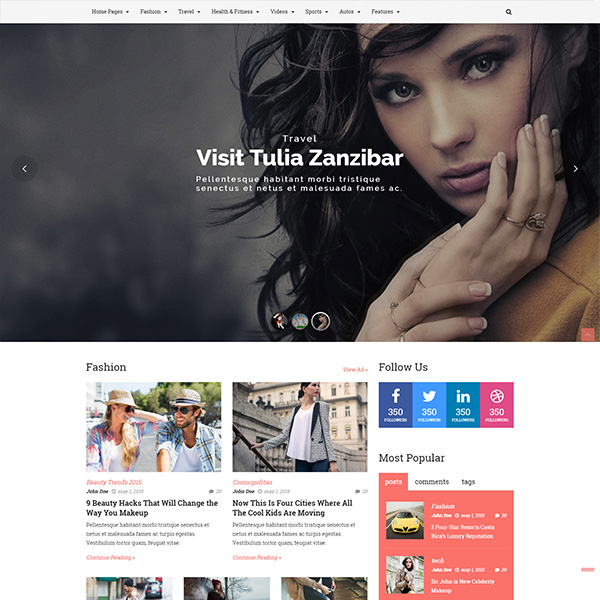 Home Pages Fashion Travel Health & Fitness Videos Sports Autos Features
Travel
Visit Tulia Zanzibar
Pellentesque habitant morbi tristique
senectus et netus et malesuada fames ac.
Fashion
View All »
Beauty Trends 2015
John Doe may 1, 2015 20
9 Beauty Hacks That Will Change the
Way You Makeup
Pellentesque habitant morbi tristique senectus et
netus et malesuada fames ac turpis egestas.
Vestibulum tortor quam, feugiat vitae.
Continue Reading »
Cosmopolitan
John Doe may 1, 2015 20
Now This Is Four Cities Where All
The Cool Kids Are Moving
Pellentesque habitant morbi tristique senectus et
netus et malesuada fames ac turpis egestas.
Vestibulum tortor quam, feugiat vitae.
Continue Reading »
Follow Us
350 350 350 350
FOLLOWERS FOLLOWERS FOLLOWERS FOLLOWERS
Most Popular
posts comments tags
Fashion
John Doe may 1, 2015 20
3 Four-Star Resorts Costa
Rica's Luxury Reputation
tech
John Doe may 1, 2015 20
Sir John is New Celebrity
Makeup